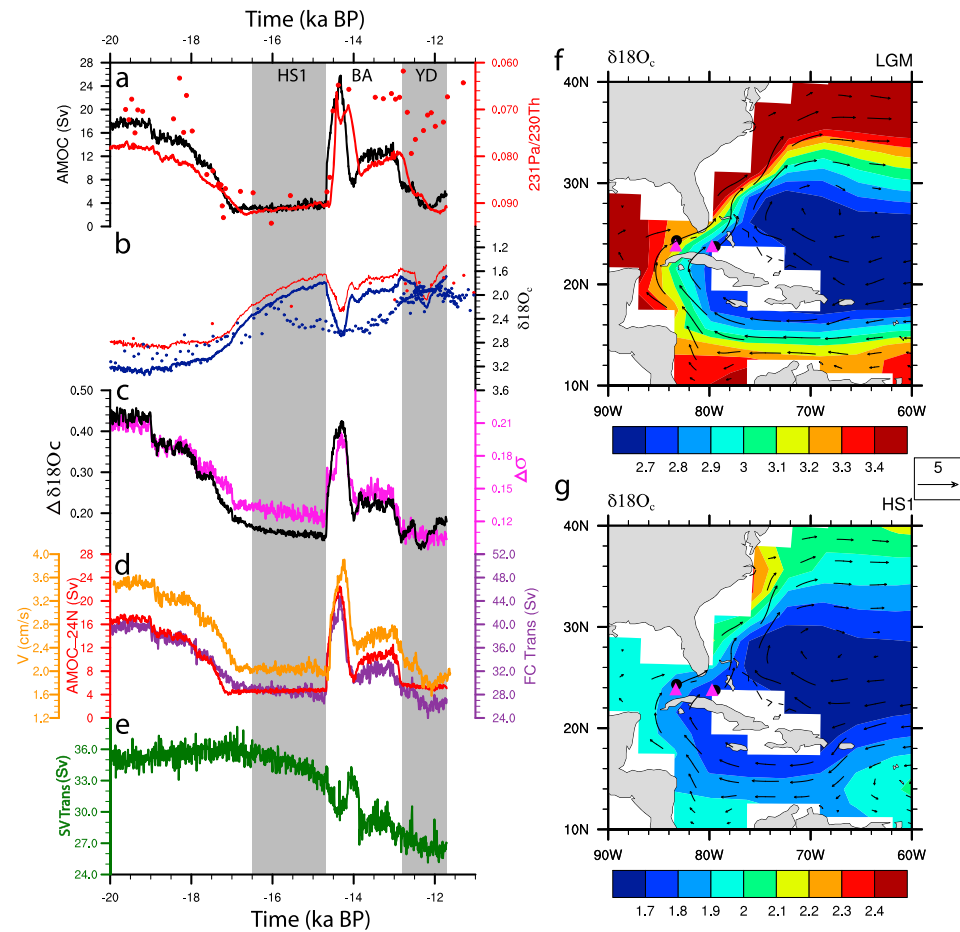 Time (ka BP)
-20 -18 -16 -14 -12
a
HS1
BA
YD
28
24
20
16
12
8
4
0
AMOC (Sv)
0.060
0.070
0.080
0.090
231Pa/230Th
b
1.2
1.6
2.0
2.4
2.8
3.2
3.6
δ18Oc
c
0.50
0.40
0.30
0.20
Δ δ18Oc
0.21
0.18
0.15
0.12
Δσ
d
4.0
3.6
3.2
2.8
2.4
2.0
1.6
1.2
V (cm/s)
28
24
20
16
12
8
4
0
AMOC_24N (Sv)
52.0
48.0
44.0
40.0
36.0
32.0
28.0
24.0
FC Trans (Sv)
e
36.0
33.0
30.0
27.0
24.0
SV Trans (Sv)
-20 -18 -16 -14 -12
Time (ka BP)
f
δ18Oc
LGM
40N
30N
20N
10N
90W 80W 70W 60W
2.7 2.8 2.9 3 3.1 3.2 3.3 3.4
5
g
δ18Oc
HS1
40N
30N
20N
10N
90W 80W 70W 60W
1.7 1.8 1.9 2 2.1 2.2 2.3 2.4